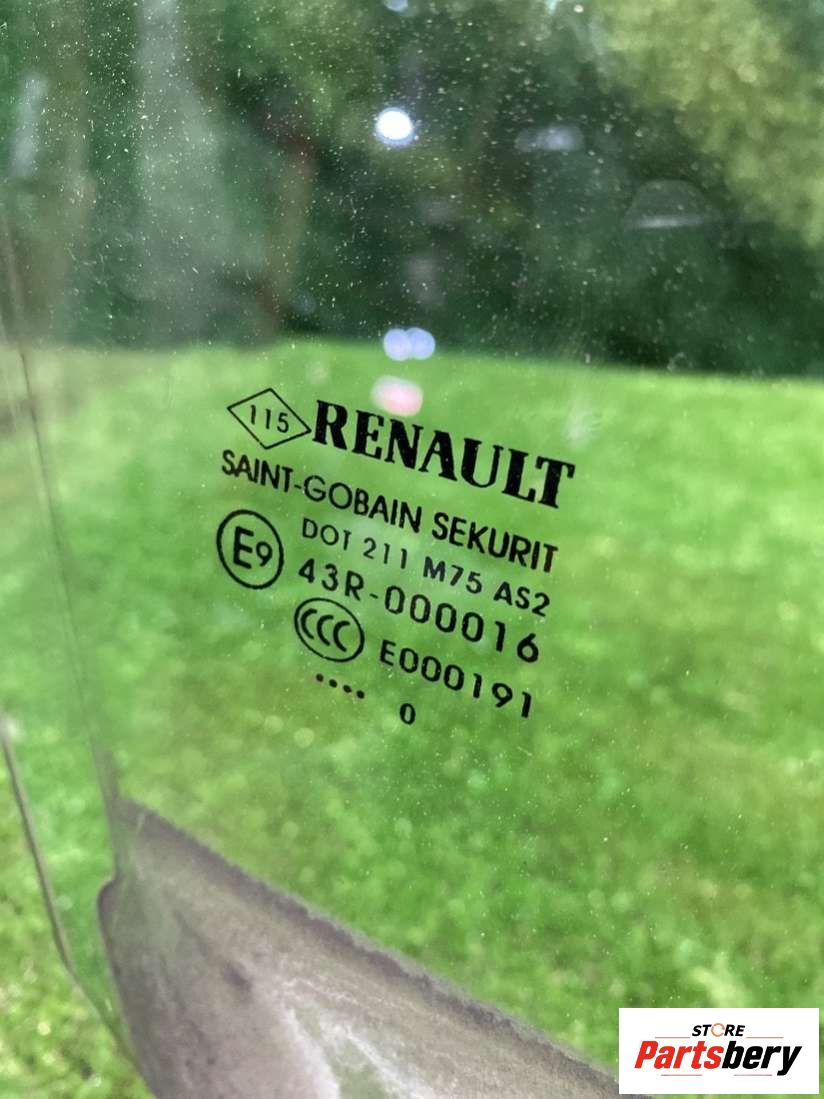 115 RENAULT
SAINT-GOBAIN SEKURIT
DOT 211 M75 AS2
E9 43R-000016
CCC E000191
.... 0
STORE
Partsbery